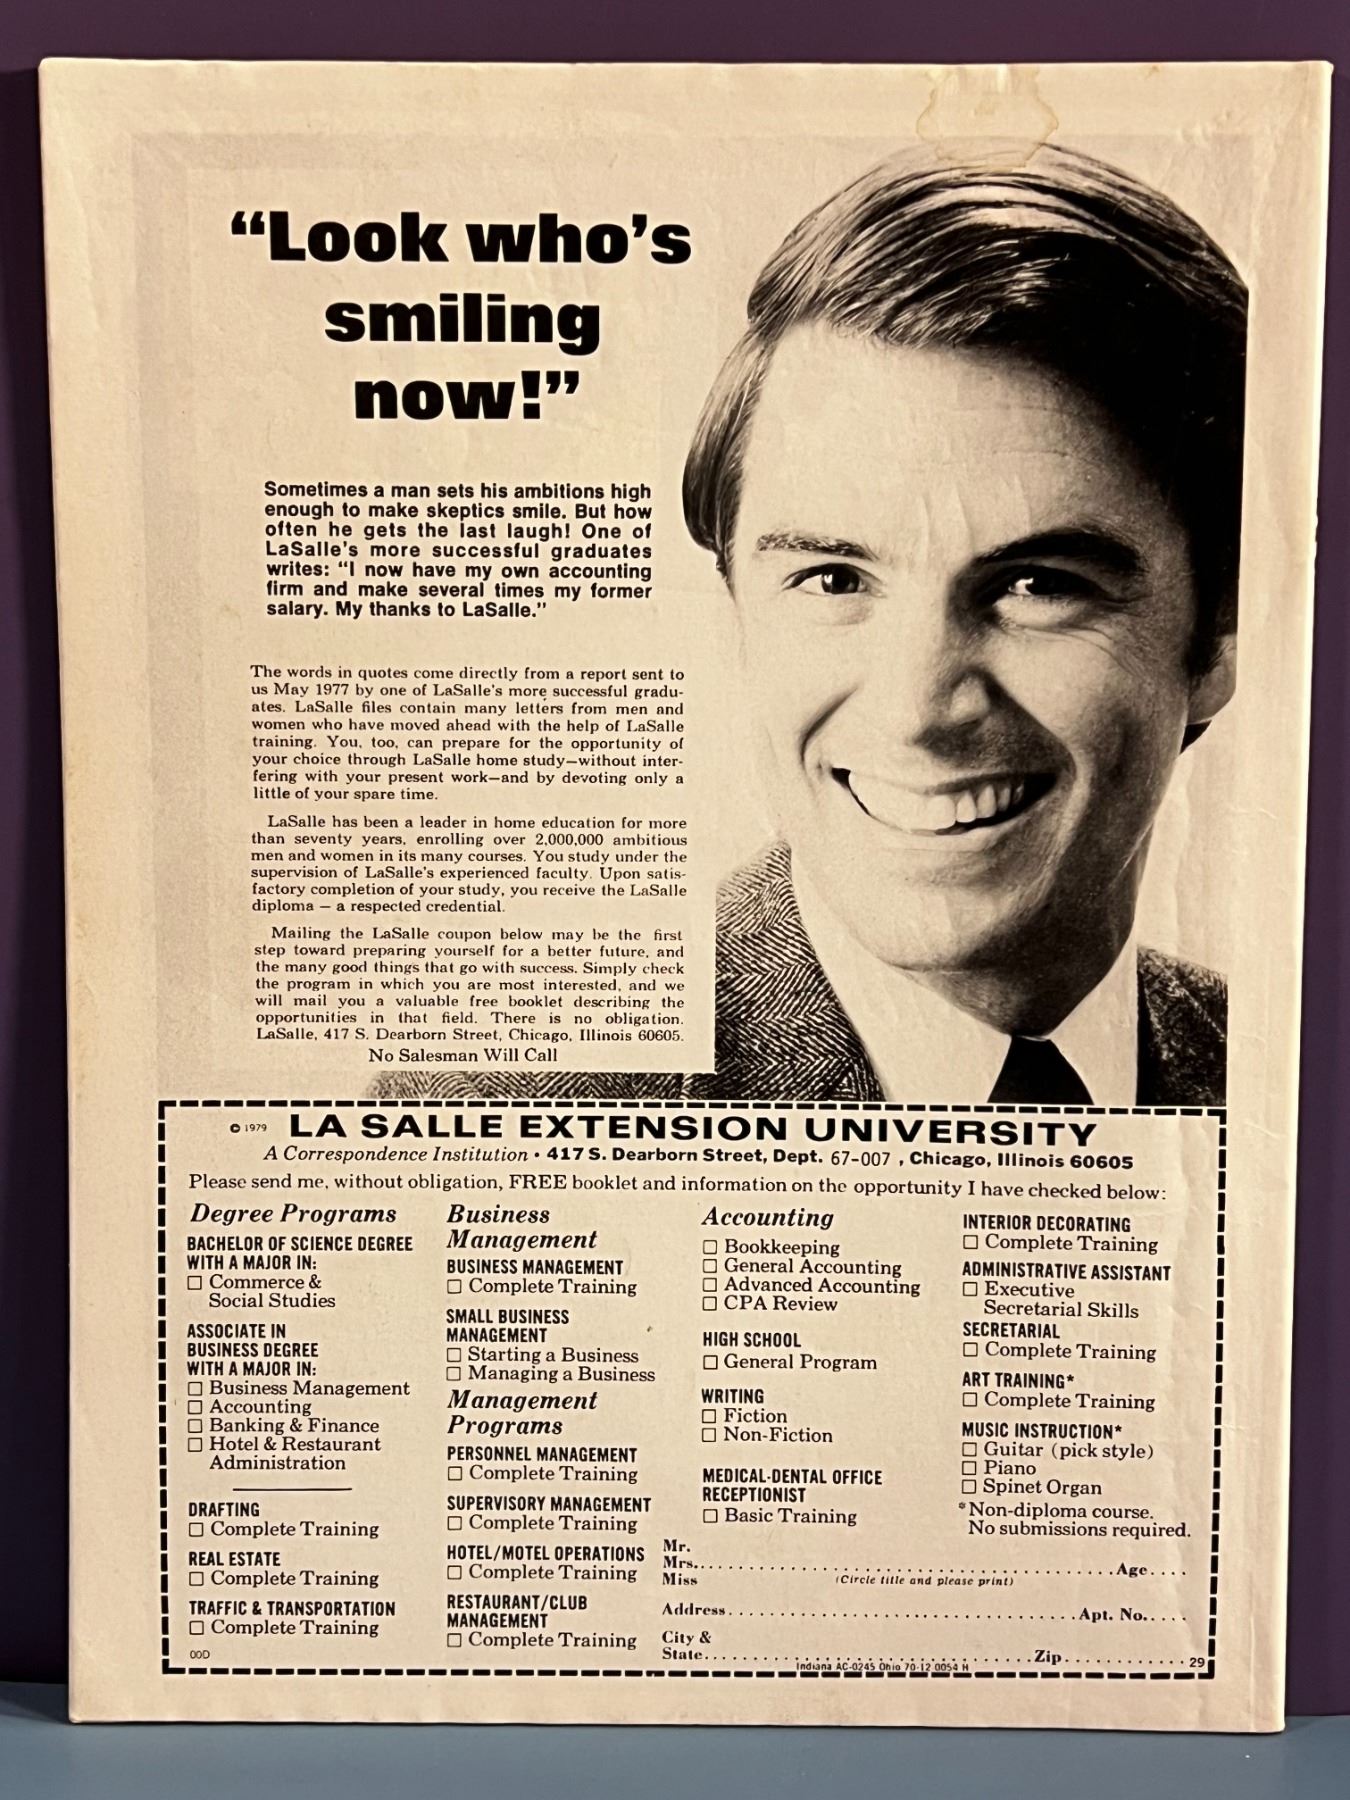 “Look who’s
smiling
now!”
Sometimes a man sets his ambitions high
enough to make skeptics smile. But how
often he gets the last laugh! One of
LaSalle’s more successful graduates
writes: “I now have my own accounting
firm and make several times my former
salary. My thanks to LaSalle.”
The words in quotes come directly from a report sent to
us May 1977 by one of LaSalle’s more successful gradu-
ates. LaSalle files contain many letters from men and
women who have moved ahead with the help of LaSalle
training. You, too, can prepare for the opportunity of
your choice through LaSalle home study—without inter-
fering with your present work—and by devoting only a
little of your spare time.
LaSalle has been a leader in home education for more
than seventy years, enrolling over 2,000,000 ambitious
men and women in its many courses. You study under the
supervision of LaSalle’s experienced faculty. Upon satis-
factory completion of your study, you receive the LaSalle
diploma — a respected credential.
Mailing the LaSalle coupon below may be the first
step toward preparing yourself for a better future, and
the many good things that go with success. Simply check
the program in which you are most interested, and we
will mail you a valuable free booklet describing the
opportunities in that field. There is no obligation.
LaSalle, 417 S. Dearborn Street, Chicago, Illinois 60605.
No Salesman Will Call
© 1979 LA SALLE EXTENSION UNIVERSITY
A Correspondence Institution • 417 S. Dearborn Street, Dept. 67-007 , Chicago, Illinois 60605
Please send me, without obligation, FREE booklet and information on the opportunity I have checked below:
Degree Programs
BACHELOR OF SCIENCE DEGREE
WITH A MAJOR IN:
☐ Commerce &
Social Studies
ASSOCIATE IN
BUSINESS DEGREE
WITH A MAJOR IN:
☐ Business Management
☐ Accounting
☐ Banking & Finance
☐ Hotel & Restaurant
Administration
DRAFTING
☐ Complete Training
REAL ESTATE
☐ Complete Training
TRAFFIC & TRANSPORTATION
☐ Complete Training
00D
Business
Management
BUSINESS MANAGEMENT
☐ Complete Training
SMALL BUSINESS
MANAGEMENT
☐ Starting a Business
☐ Managing a Business
Management
Programs
PERSONNEL MANAGEMENT
☐ Complete Training
SUPERVISORY MANAGEMENT
☐ Complete Training
HOTEL/MOTEL OPERATIONS
☐ Complete Training
RESTAURANT/CLUB
MANAGEMENT
☐ Complete Training
Accounting
☐ Bookkeeping
☐ General Accounting
☐ Advanced Accounting
☐ CPA Review
HIGH SCHOOL
☐ General Program
WRITING
☐ Fiction
☐ Non-Fiction
MEDICAL-DENTAL OFFICE
RECEPTIONIST
☐ Basic Training
INTERIOR DECORATING
☐ Complete Training
ADMINISTRATIVE ASSISTANT
☐ Executive
Secretarial Skills
SECRETARIAL
☐ Complete Training
ART TRAINING*
☐ Complete Training
MUSIC INSTRUCTION*
☐ Guitar (pick style)
☐ Piano
☐ Spinet Organ
*Non-diploma course.
No submissions required.
Mr.
Mrs. Age
Miss (Circle title and please print)
Address Apt. No.
City &
State Zip 29
Indiana AC-0245 Ohio 70-12 0054 H